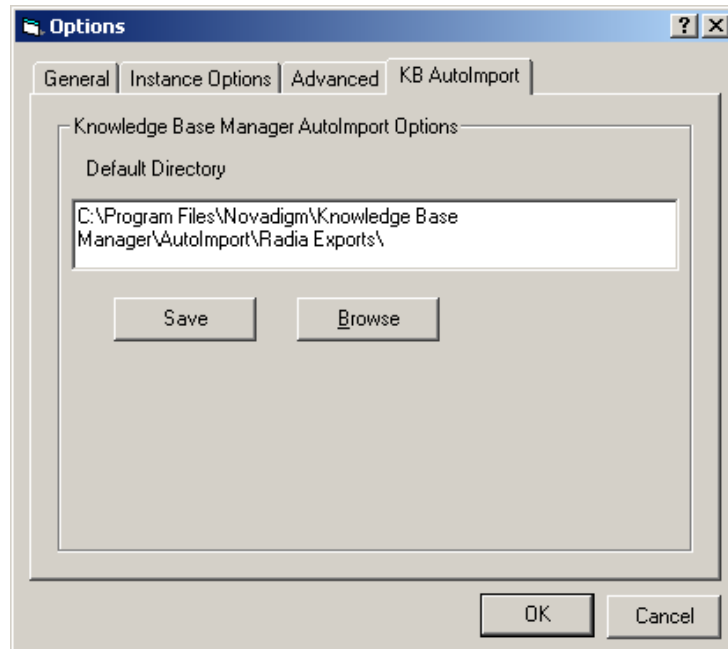 Options
General
Instance Options
Advanced
KB AutoImport
Knowledge Base Manager AutoImport Options
Default Directory
C:\Program Files\Novadigm\Knowledge Base
Manager\AutoImport\Radia Exports\
Save
Browse
OK
Cancel